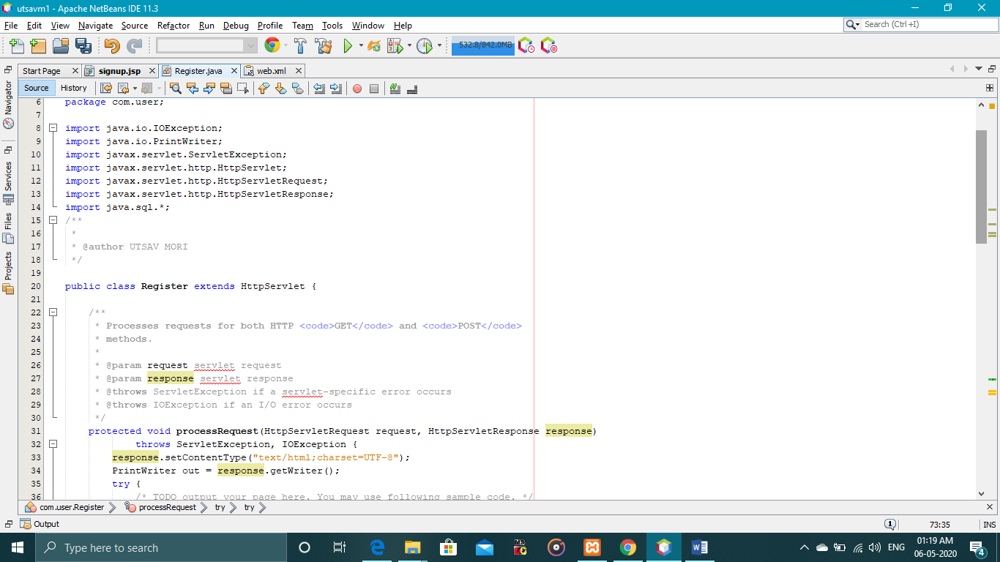 utsavm1 - Apache NetBeans IDE 11.3
File Edit View Navigate Source Refactor Run Debug Profile Team Tools Window Help
Search (Ctrl+I)
532.8/842.0MB
Start Page signup.jsp Register.java web.xml
Source History
Navigator
Services
Files
Projects
6 package com.user;
7
8 import java.io.IOException;
9 import java.io.PrintWriter;
10 import javax.servlet.ServletException;
11 import javax.servlet.http.HttpServlet;
12 import javax.servlet.http.HttpServletRequest;
13 import javax.servlet.http.HttpServletResponse;
14 import java.sql.*;
15 /**
16 *
17 * @author UTSAV MORI
18 */
19
20 public class Register extends HttpServlet {
21
22 /**
23 * Processes requests for both HTTP <code>GET</code> and <code>POST</code>
24 * methods.
25 *
26 * @param request servlet request
27 * @param response servlet response
28 * @throws ServletException if a servlet-specific error occurs
29 * @throws IOException if an I/O error occurs
30 */
31 protected void processRequest(HttpServletRequest request, HttpServletResponse response)
32 throws ServletException, IOException {
33 response.setContentType("text/html;charset=UTF-8");
34 PrintWriter out = response.getWriter();
35 try {
36 /* TODO output your page here. You may use following sample code. */
com.user.Register processRequest try try
Output
1 73:35 INS
Type here to search
MS
ENG
01:19 AM
06-05-2020
4